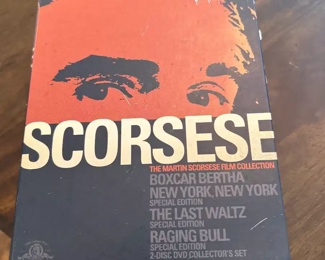 SCORSESE
THE MARTIN SCORSESE FILM COLLECTION
BOXCAR BERTHA
NEW YORK, NEW YORK
SPECIAL EDITION
THE LAST WALTZ
SPECIAL EDITION
RAGING BULL
SPECIAL EDITION
2-DISC DVD COLLECTOR'S SET